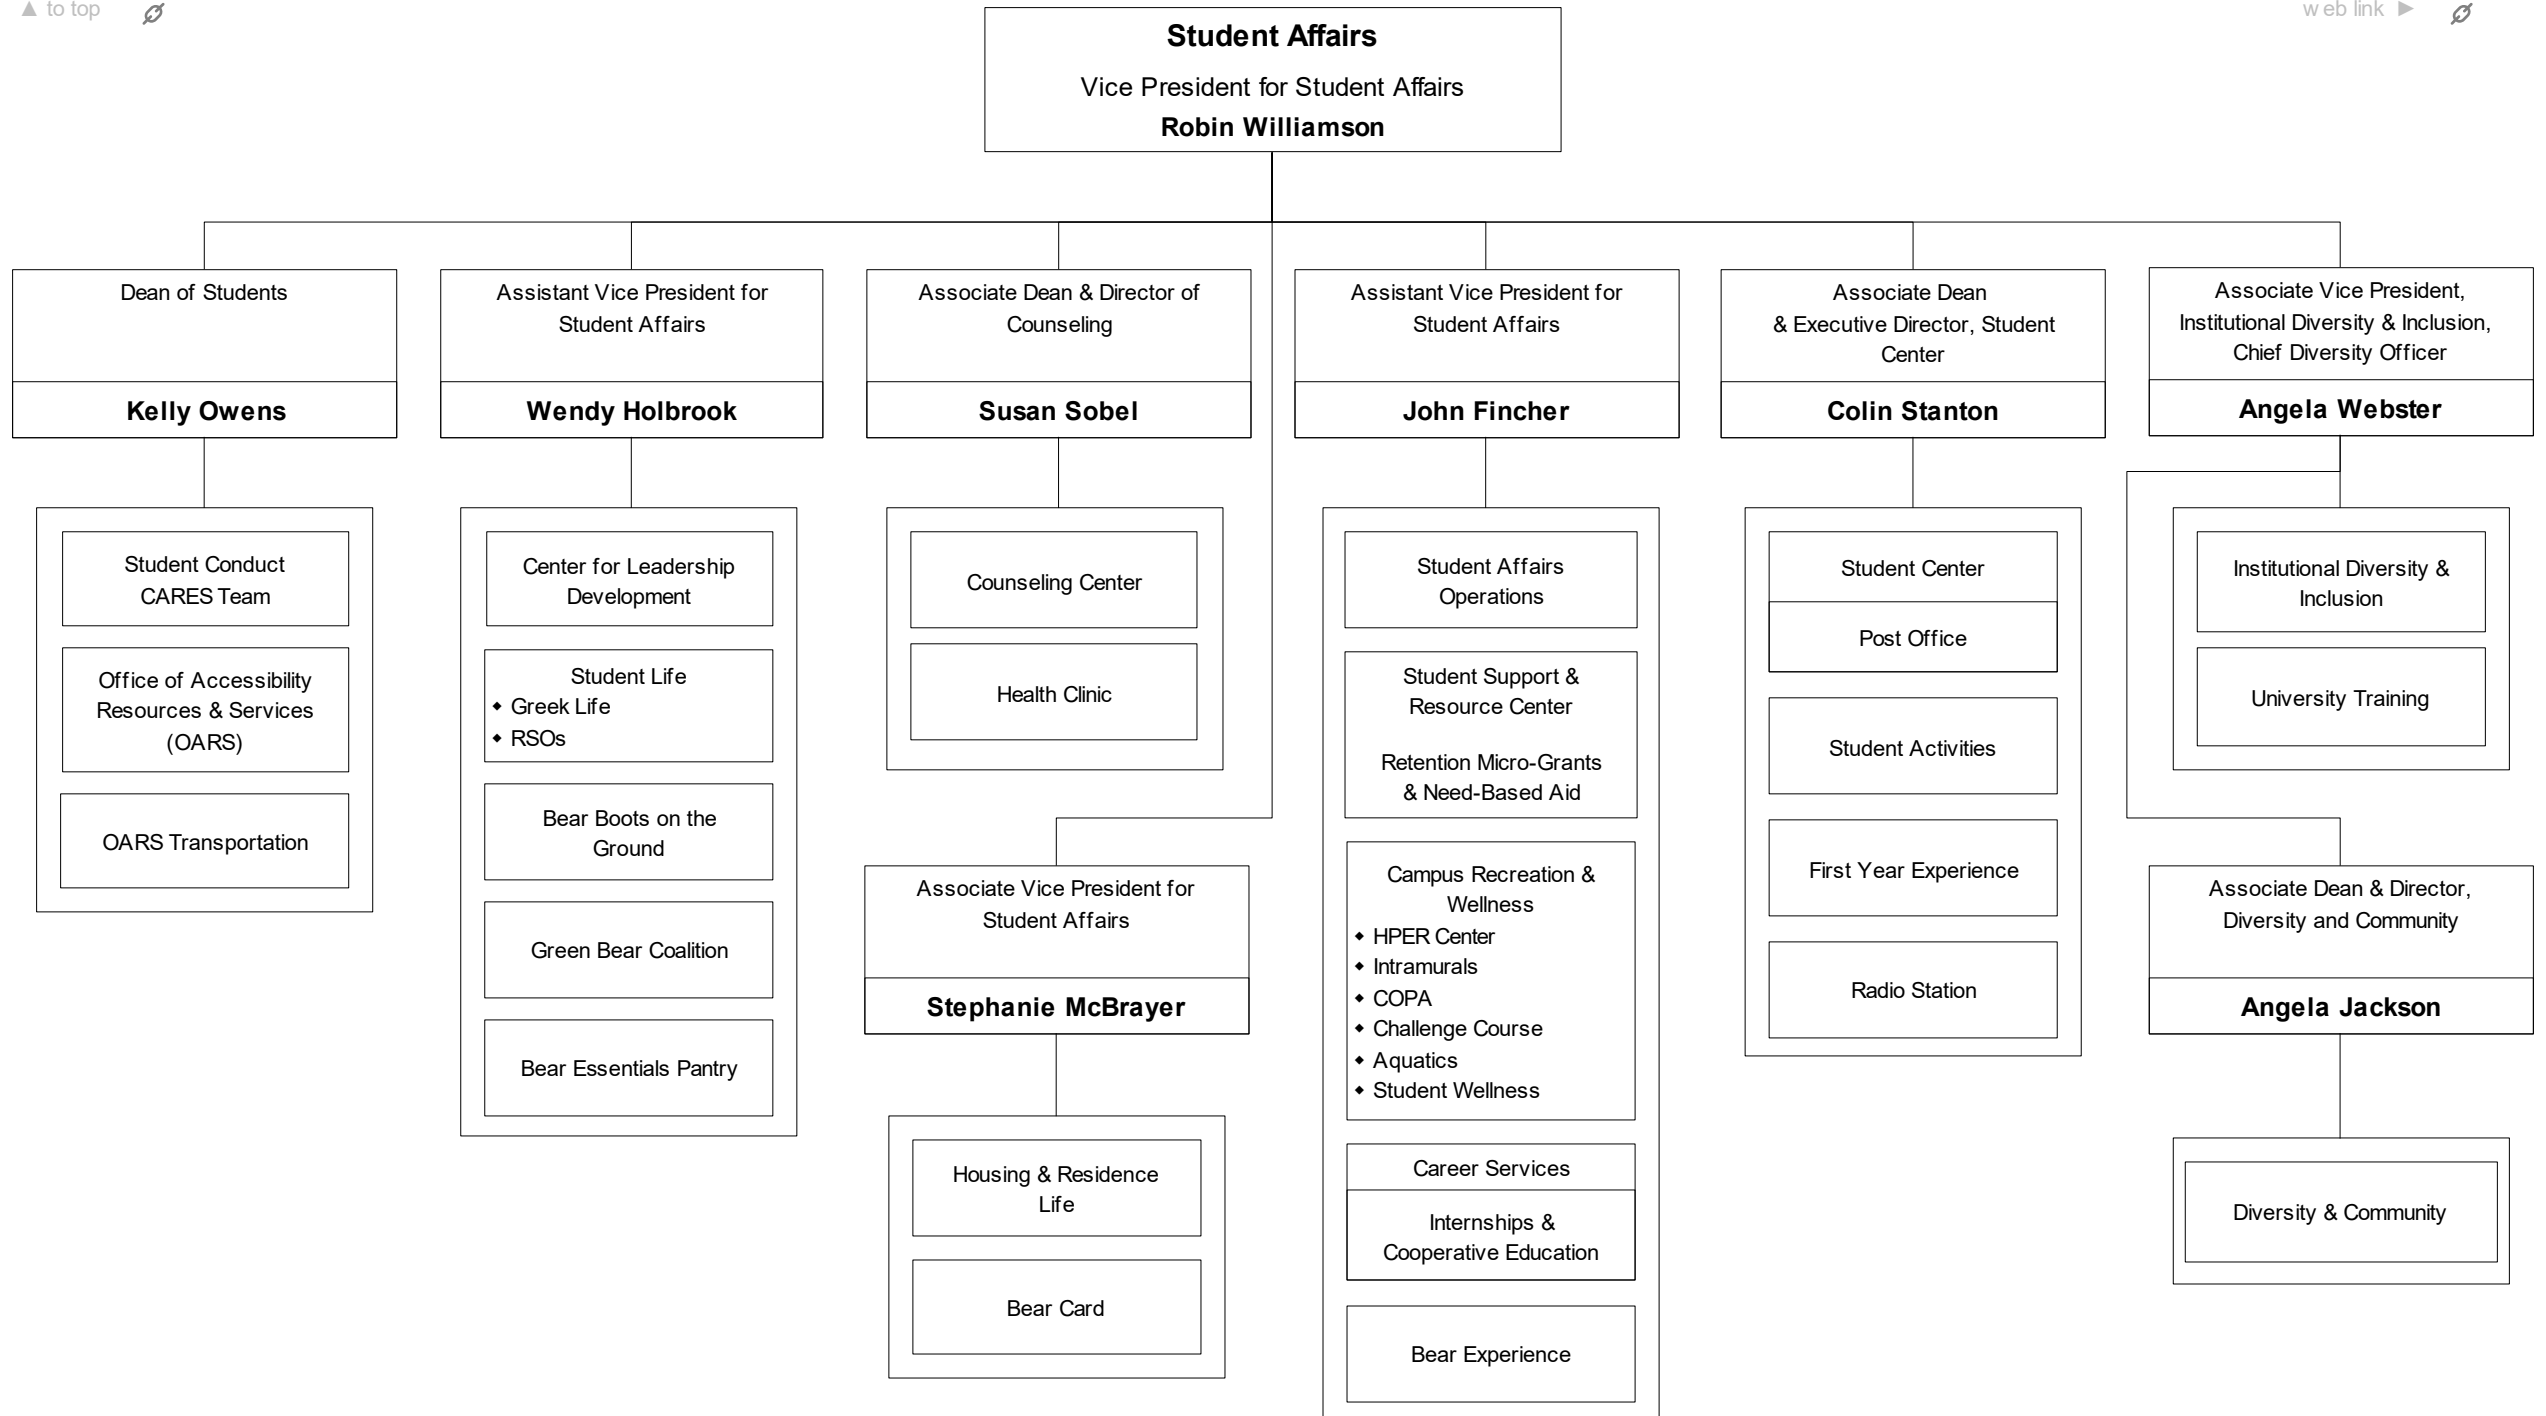 ▲ to top
web link ►
Student Affairs
Vice President for Student Affairs
Robin Williamson
Dean of Students
Kelly Owens
Student Conduct
CARES Team
Office of Accessibility
Resources & Services
(OARS)
OARS Transportation
Assistant Vice President for
Student Affairs
Wendy Holbrook
Center for Leadership
Development
Student Life
◆ Greek Life
◆ RSOs
Bear Boots on the
Ground
Green Bear Coalition
Bear Essentials Pantry
Associate Dean & Director of
Counseling
Susan Sobel
Counseling Center
Health Clinic
Associate Vice President for
Student Affairs
Stephanie McBrayer
Housing & Residence
Life
Bear Card
Assistant Vice President for
Student Affairs
John Fincher
Student Affairs
Operations
Student Support &
Resource Center
Retention Micro-Grants
& Need-Based Aid
Campus Recreation &
Wellness
◆ HPER Center
◆ Intramurals
◆ COPA
◆ Challenge Course
◆ Aquatics
◆ Student Wellness
Career Services
Internships &
Cooperative Education
Bear Experience
Associate Dean
& Executive Director, Student
Center
Colin Stanton
Student Center
Post Office
Student Activities
First Year Experience
Radio Station
Associate Vice President,
Institutional Diversity & Inclusion,
Chief Diversity Officer
Angela Webster
Institutional Diversity &
Inclusion
University Training
Associate Dean & Director,
Diversity and Community
Angela Jackson
Diversity & Community